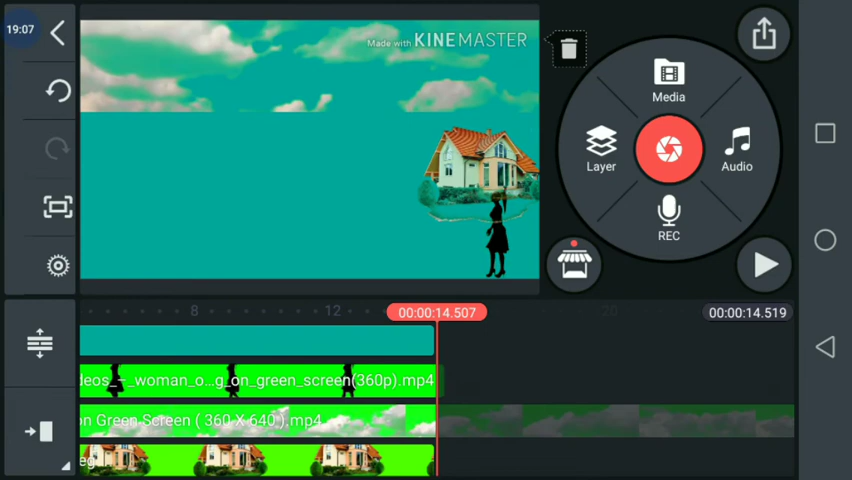 19:07
Made with KINEMASTER
Media
Layer
Audio
REC
8
12
00:00:14.507
20
00:00:14.519
deos_-_woman_o...g_on_green_screen(360p).mp4
on Green Screen ( 360 X 640 ).mp4